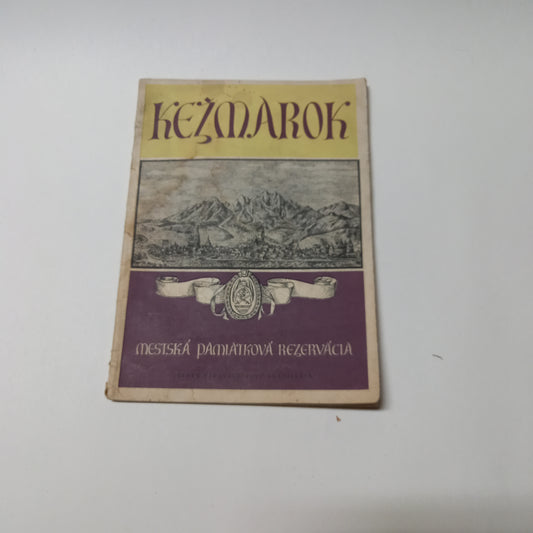 KEŽMAROK
MESTSKÁ PAMIATKOVÁ REZERVÁCIA